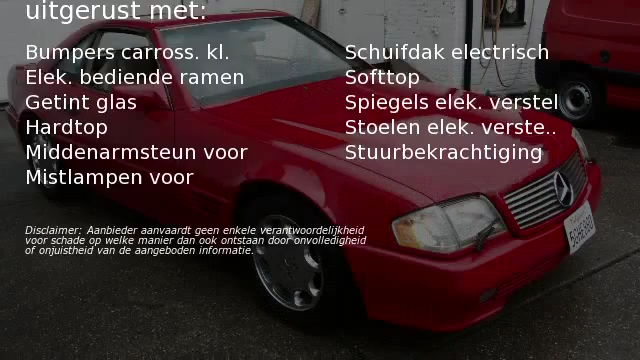 uitgerust met:
Bumpers carross. kl.
Elek. bediende ramen
Getint glas
Hardtop
Middenarmsteun voor
Mistlampen voor
Schuifdak electrisch
Softtop
Spiegels elek. verstel
Stoelen elek. verste..
Stuurbekrachtiging
Disclaimer: Aanbieder aanvaardt geen enkele verantwoordelijkheid
voor schade op welke manier dan ook ontstaan door onvolledigheid
of onjuistheid van de aangeboden informatie.